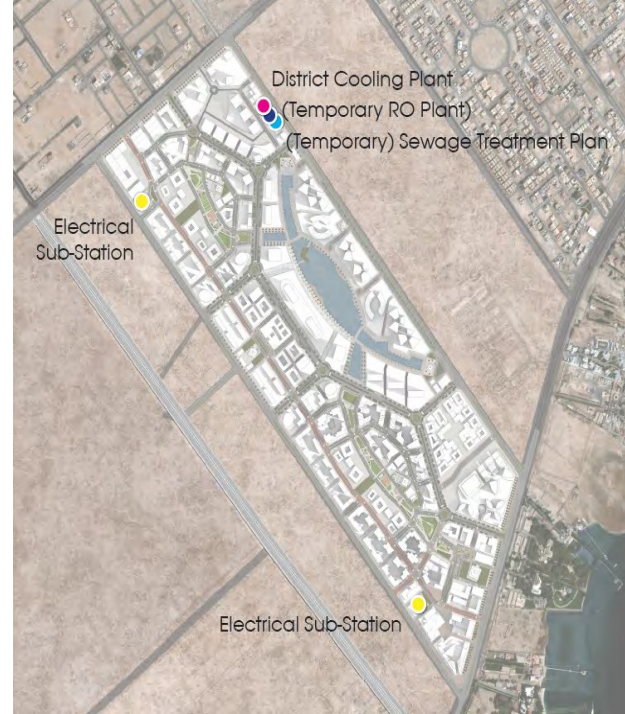 District Cooling Plant
(Temporary RO Plant)
(Temporary) Sewage Treatment Plan
Electrical
Sub-Station
Electrical Sub-Station